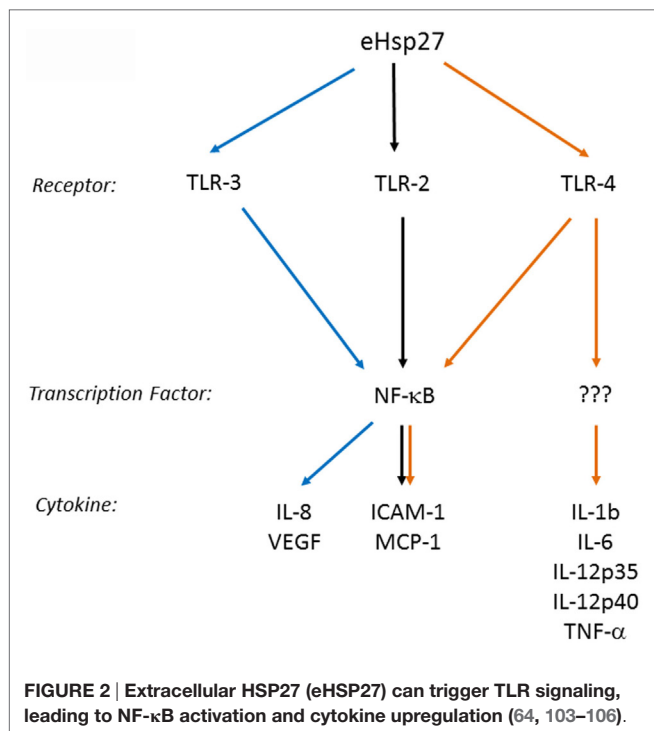 eHsp27
Receptor: TLR-3 TLR-2 TLR-4
Transcription Factor: NF-κB ???
Cytokine: IL-8 ICAM-1 IL-1b
VEGF MCP-1 IL-6
IL-12p35
IL-12p40
TNF-α
FIGURE 2 | Extracellular HSP27 (eHSP27) can trigger TLR signaling,
leading to NF-κB activation and cytokine upregulation (64, 103–106).